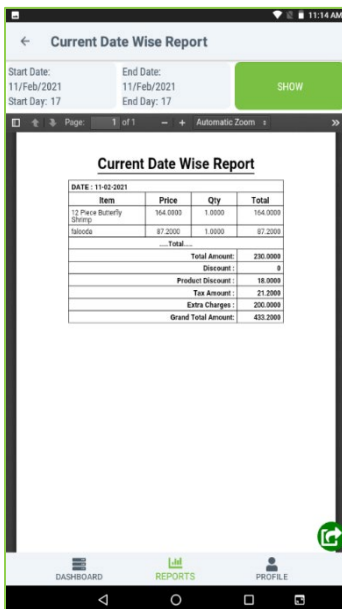 11:14 AM
Current Date Wise Report
Start Date:
11/Feb/2021
Start Day: 17
End Date:
11/Feb/2021
End Day: 17
SHOW
Page: 1 of 1 − + Automatic Zoom
Current Date Wise Report
DATE : 11-02-2021
Item Price Qty Total
12 Piece Butterfly Shrimp 164.0000 1.0000 164.0000
falooda 87.2000 1.0000 87.2000
....Total....
Total Amount: 230.0000
Discount : 0
Product Discount : 18.0000
Tax Amount : 21.2000
Extra Charges : 200.0000
Grand Total Amount: 433.2000
DASHBOARD REPORTS PROFILE